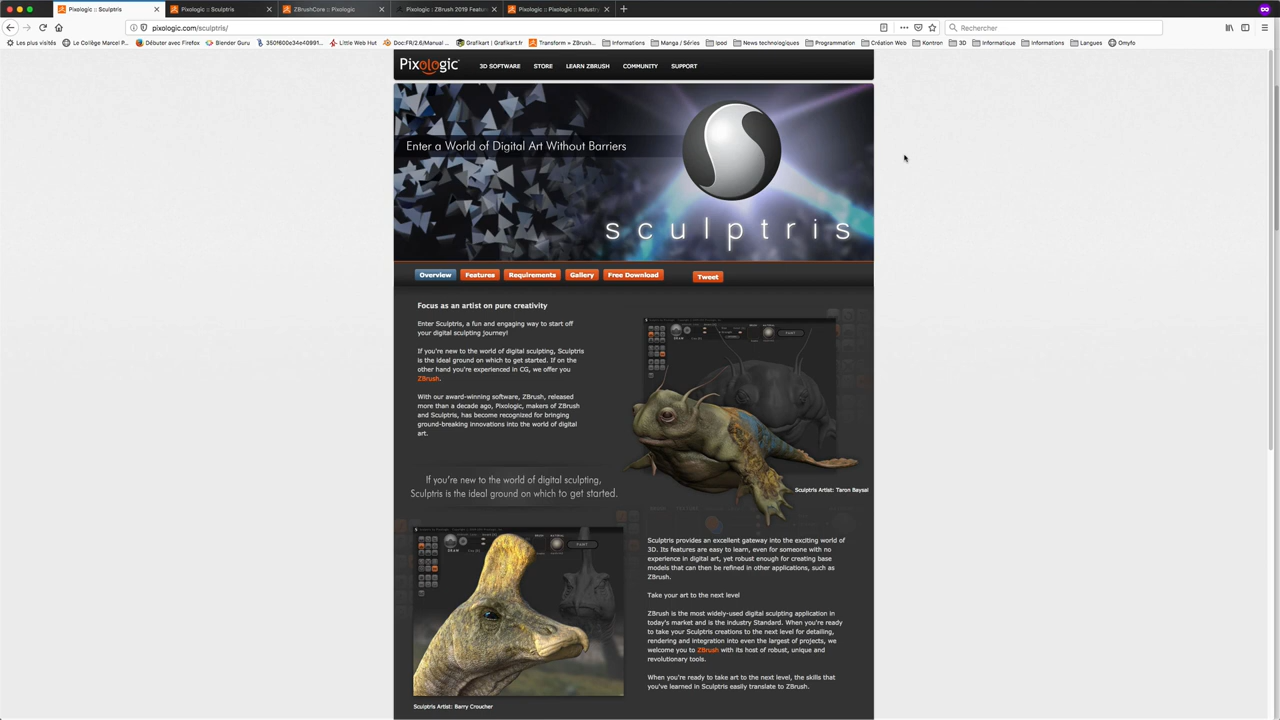 Pixologic :: Sculptris
Pixologic :: Sculptris
ZBrushCore :: Pixologic
Pixologic : ZBrush 2019 Featur
Pixologic :: Pixologic :: Industry
pixologic.com/sculptris/
Rechercher
Les plus visités
Le Collège Marcel P...
Débuter avec Firefox
Blender Guru
350f600e34e40991...
Little Web Hut
Doc:FR/2.6/Manual ...
Grafikart | Grafikart.fr
Transform » ZBrush...
Informations
Manga / Séries
Ipod
News technologiques
Programmation
Création Web
Kontron
3D
Informatique
Informations
Langues
Omyfo
Pixologic
3D SOFTWARE
STORE
LEARN ZBRUSH
COMMUNITY
SUPPORT
Enter a World of Digital Art Without Barriers
sculptris
Overview
Features
Requirements
Gallery
Free Download
Tweet
Focus as an artist on pure creativity
Enter Sculptris, a fun and engaging way to start off
your digital sculpting journey!
If you're new to the world of digital sculpting, Sculptris
is the ideal ground on which to get started. If on the
other hand you're experienced in CG, we offer you
ZBrush.
With our award-winning software, ZBrush, released
more than a decade ago, Pixologic, makers of ZBrush
and Sculptris, has become recognized for bringing
ground-breaking innovations into the world of digital
art.
Sculptris Artist: Taron Baysal
If you're new to the world of digital sculpting,
Sculptris is the ideal ground on which to get started.
Sculptris provides an excellent gateway into the exciting world of
3D. Its features are easy to learn, even for someone with no
experience in digital art, yet robust enough for creating base
models that can then be refined in other applications, such as
ZBrush.
Take your art to the next level
ZBrush is the most widely-used digital sculpting application in
today's market and is the Industry Standard. When you're ready
to take your Sculptris creations to the next level for detailing,
rendering and integration into even the largest of projects, we
welcome you to ZBrush with its host of robust, unique and
revolutionary tools.
When you're ready to take art to the next level, the skills that
you've learned in Sculptris easily translate to ZBrush.
Sculptris Artist: Barry Croucher